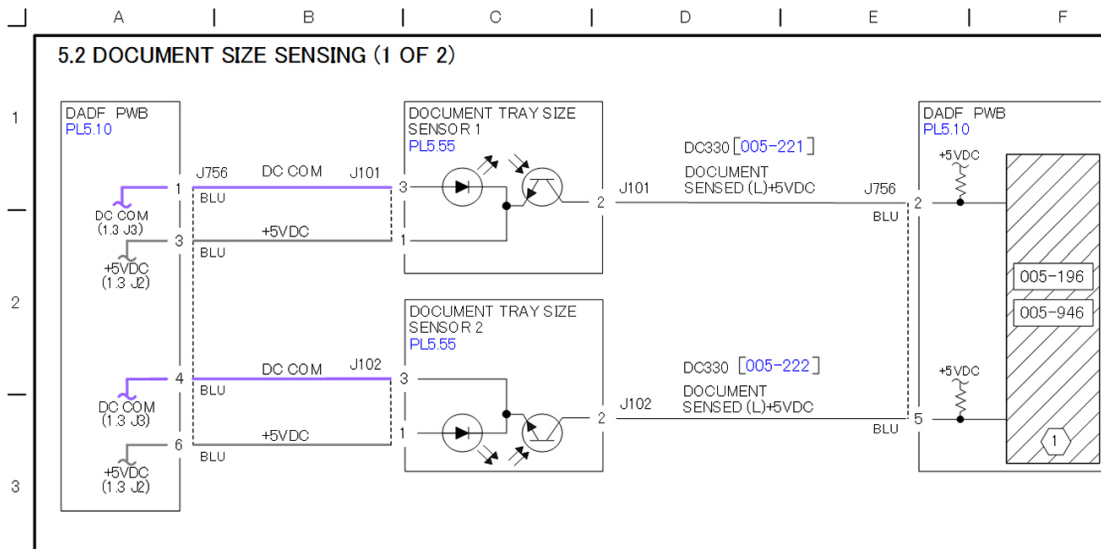 A B C D E F
5.2 DOCUMENT SIZE SENSING (1 OF 2)
1
2
3
DADF PWB
PL5.10
1
DC COM
(1.3 J3)
3
+5VDC
(1.3 J2)
4
DC COM
(1.3 J3)
6
+5VDC
(1.3 J2)
J756 DC COM J101
BLU
+5VDC
BLU
DC COM J102
BLU
+5VDC
BLU
DOCUMENT TRAY SIZE
SENSOR 1
PL5.55
3
1
2
DOCUMENT TRAY SIZE
SENSOR 2
PL5.55
3
1
2
DC330 [005-221]
DOCUMENT
SENSED (L)+5VDC
J101 J756
BLU
DC330 [005-222]
DOCUMENT
SENSED (L)+5VDC
J102
BLU
DADF PWB
PL5.10
+5VDC
2
005-196
005-946
+5VDC
5
1